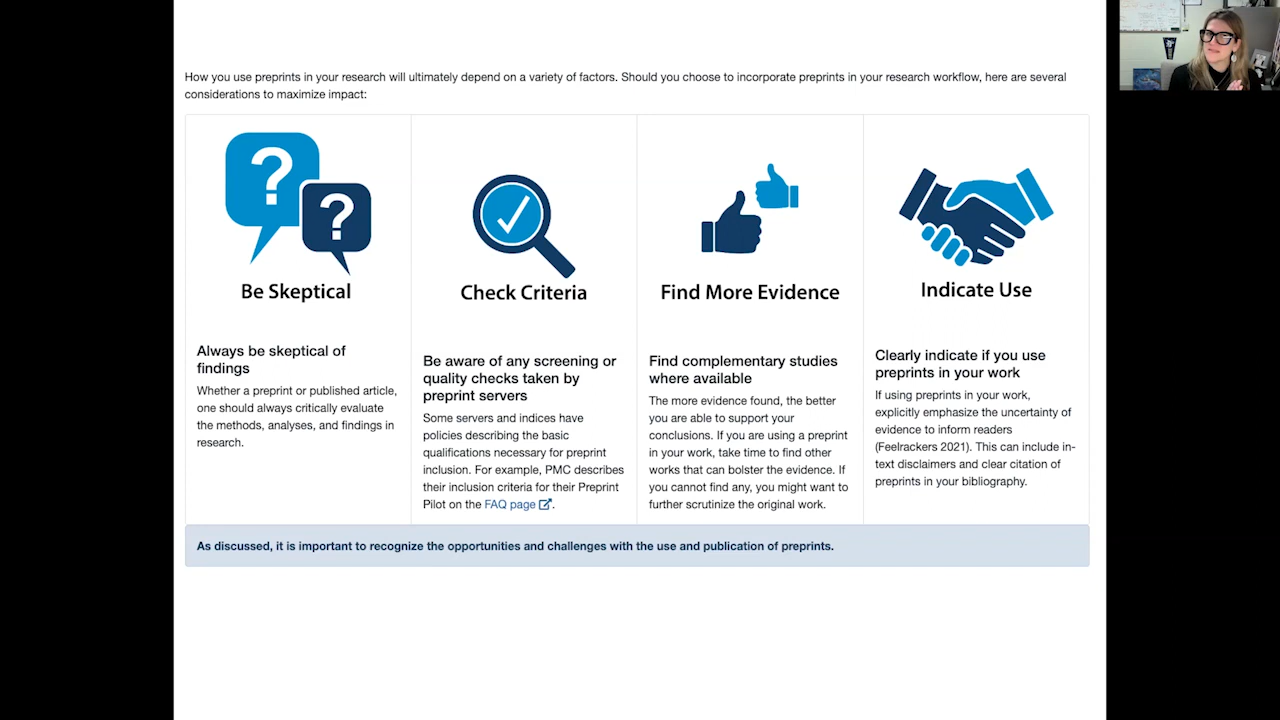 How you use preprints in your research will ultimately depend on a variety of factors. Should you choose to incorporate preprints in your research workflow, here are several
considerations to maximize impact:
?
?
Be Skeptical
Always be skeptical of
findings
Whether a preprint or published article,
one should always critically evaluate
the methods, analyses, and findings in
research.
Check Criteria
Be aware of any screening or
quality checks taken by
preprint servers
Some servers and indices have
policies describing the basic
qualifications necessary for preprint
inclusion. For example, PMC describes
their inclusion criteria for their Preprint
Pilot on the FAQ page.
Find More Evidence
Find complementary studies
where available
The more evidence found, the better
you are able to support your
conclusions. If you are using a preprint
in your work, take time to find other
works that can bolster the evidence. If
you cannot find any, you might want to
further scrutinize the original work.
Indicate Use
Clearly indicate if you use
preprints in your work
If using preprints in your work,
explicitly emphasize the uncertainty of
evidence to inform readers
(Feelrackers 2021). This can include in-
text disclaimers and clear citation of
preprints in your bibliography.
As discussed, it is important to recognize the opportunities and challenges with the use and publication of preprints.